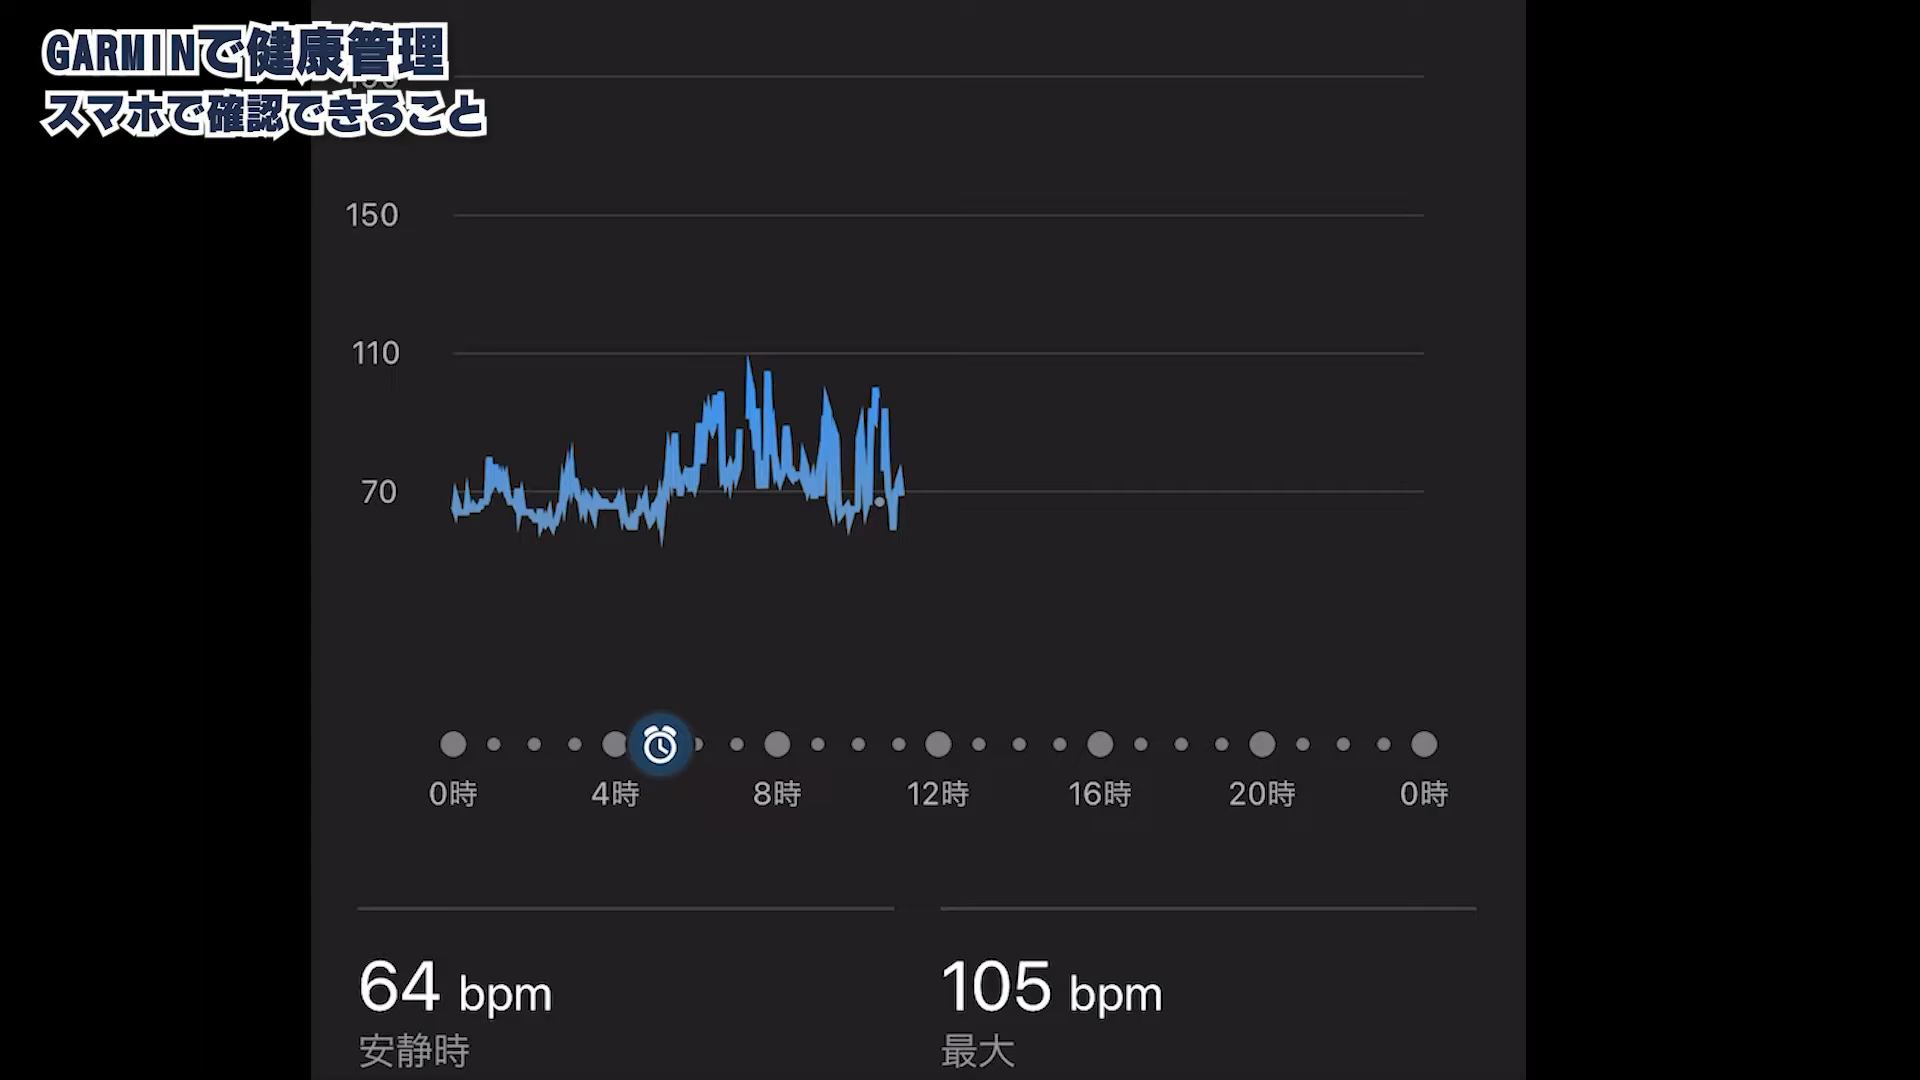 GARMINで健康管理
スマホで確認できること
150
110
70
0時 4時 8時 12時 16時 20時 0時
64 bpm 105 bpm
安静時 最大